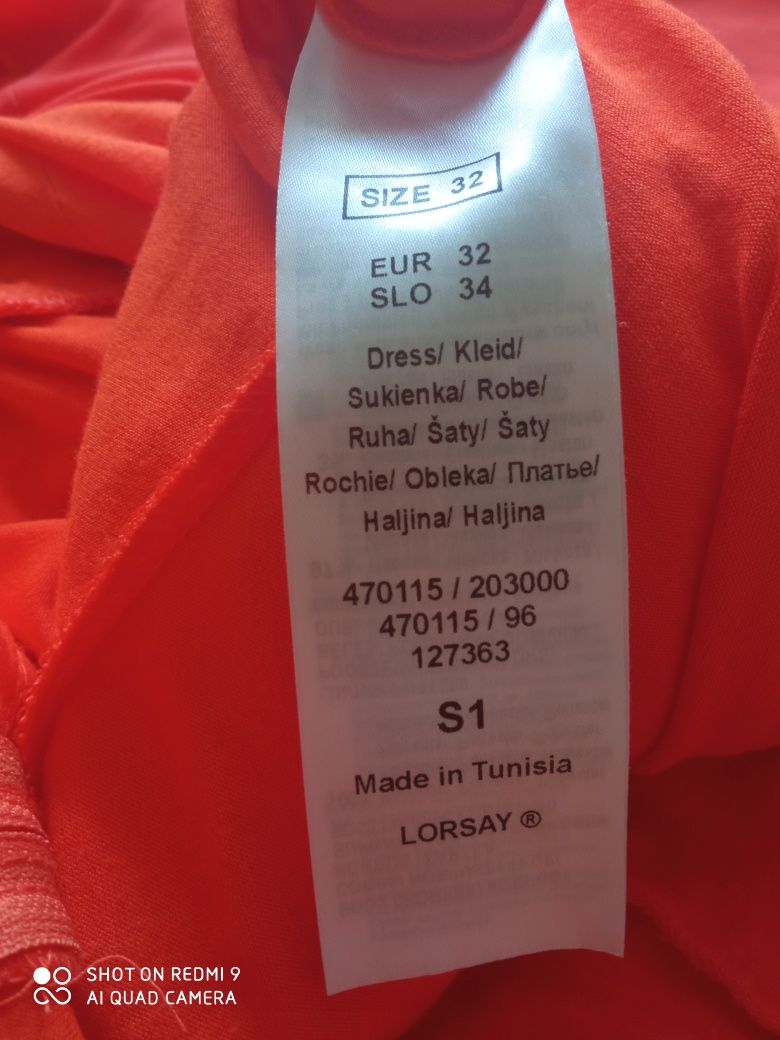 SIZE 32
EUR 32
SLO 34
Dress/ Kleid/
Sukienka/ Robe/
Ruha/ Šaty/ Šaty
Rochie/ Obleka/ Платье/
Haljina/ Haljina
470115 / 203000
470115 / 96
127363
S1
Made in Tunisia
LORSAY ®
SHOT ON REDMI 9
AI QUAD CAMERA